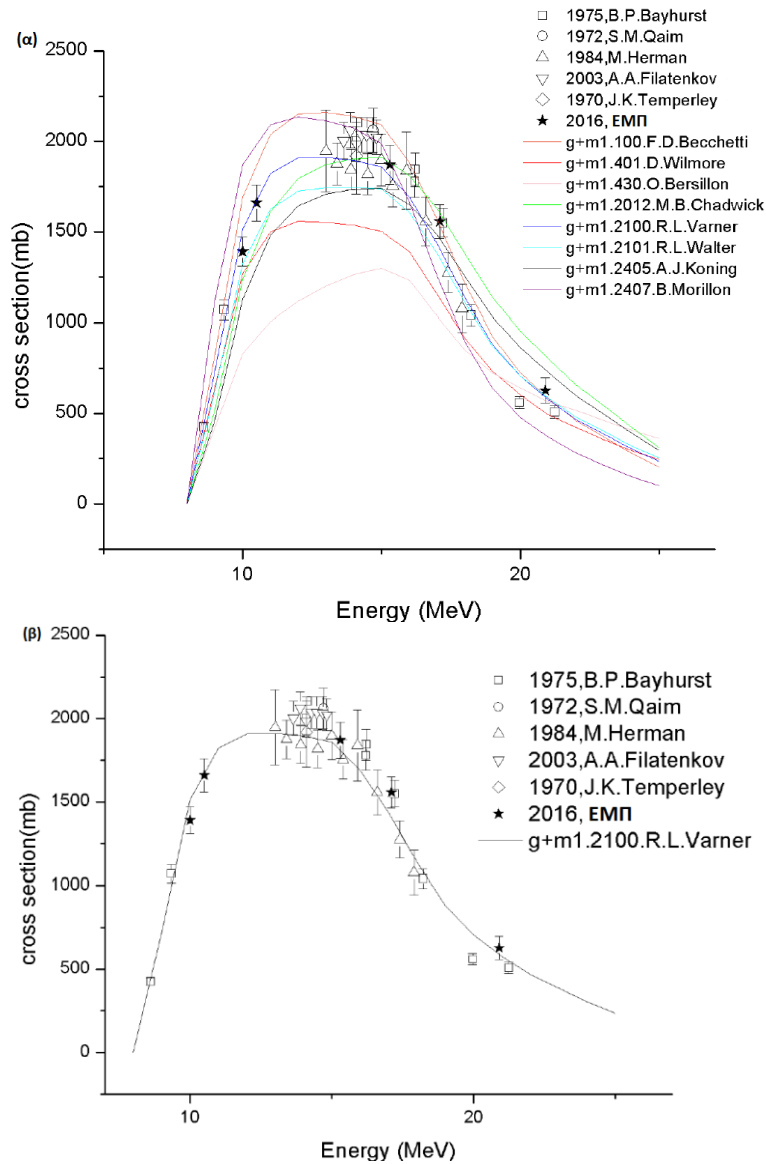 (α)
2500
2000
1500
1000
500
0
10
20
cross section(mb)
Energy (MeV)
1975,B.P.Bayhurst
1972,S.M.Qaim
1984,M.Herman
2003,A.A.Filatenkov
1970,J.K.Temperley
2016, ΕΜΠ
g+m1.100.F.D.Becchetti
g+m1.401.D.Wilmore
g+m1.430.O.Bersillon
g+m1.2012.M.B.Chadwick
g+m1.2100.R.L.Varner
g+m1.2101.R.L.Walter
g+m1.2405.A.J.Koning
g+m1.2407.B.Morillon
(β)
2500
2000
1500
1000
500
0
10
20
cross section(mb)
Energy (MeV)
1975,B.P.Bayhurst
1972,S.M.Qaim
1984,M.Herman
2003,A.A.Filatenkov
1970,J.K.Temperley
2016, ΕΜΠ
g+m1.2100.R.L.Varner